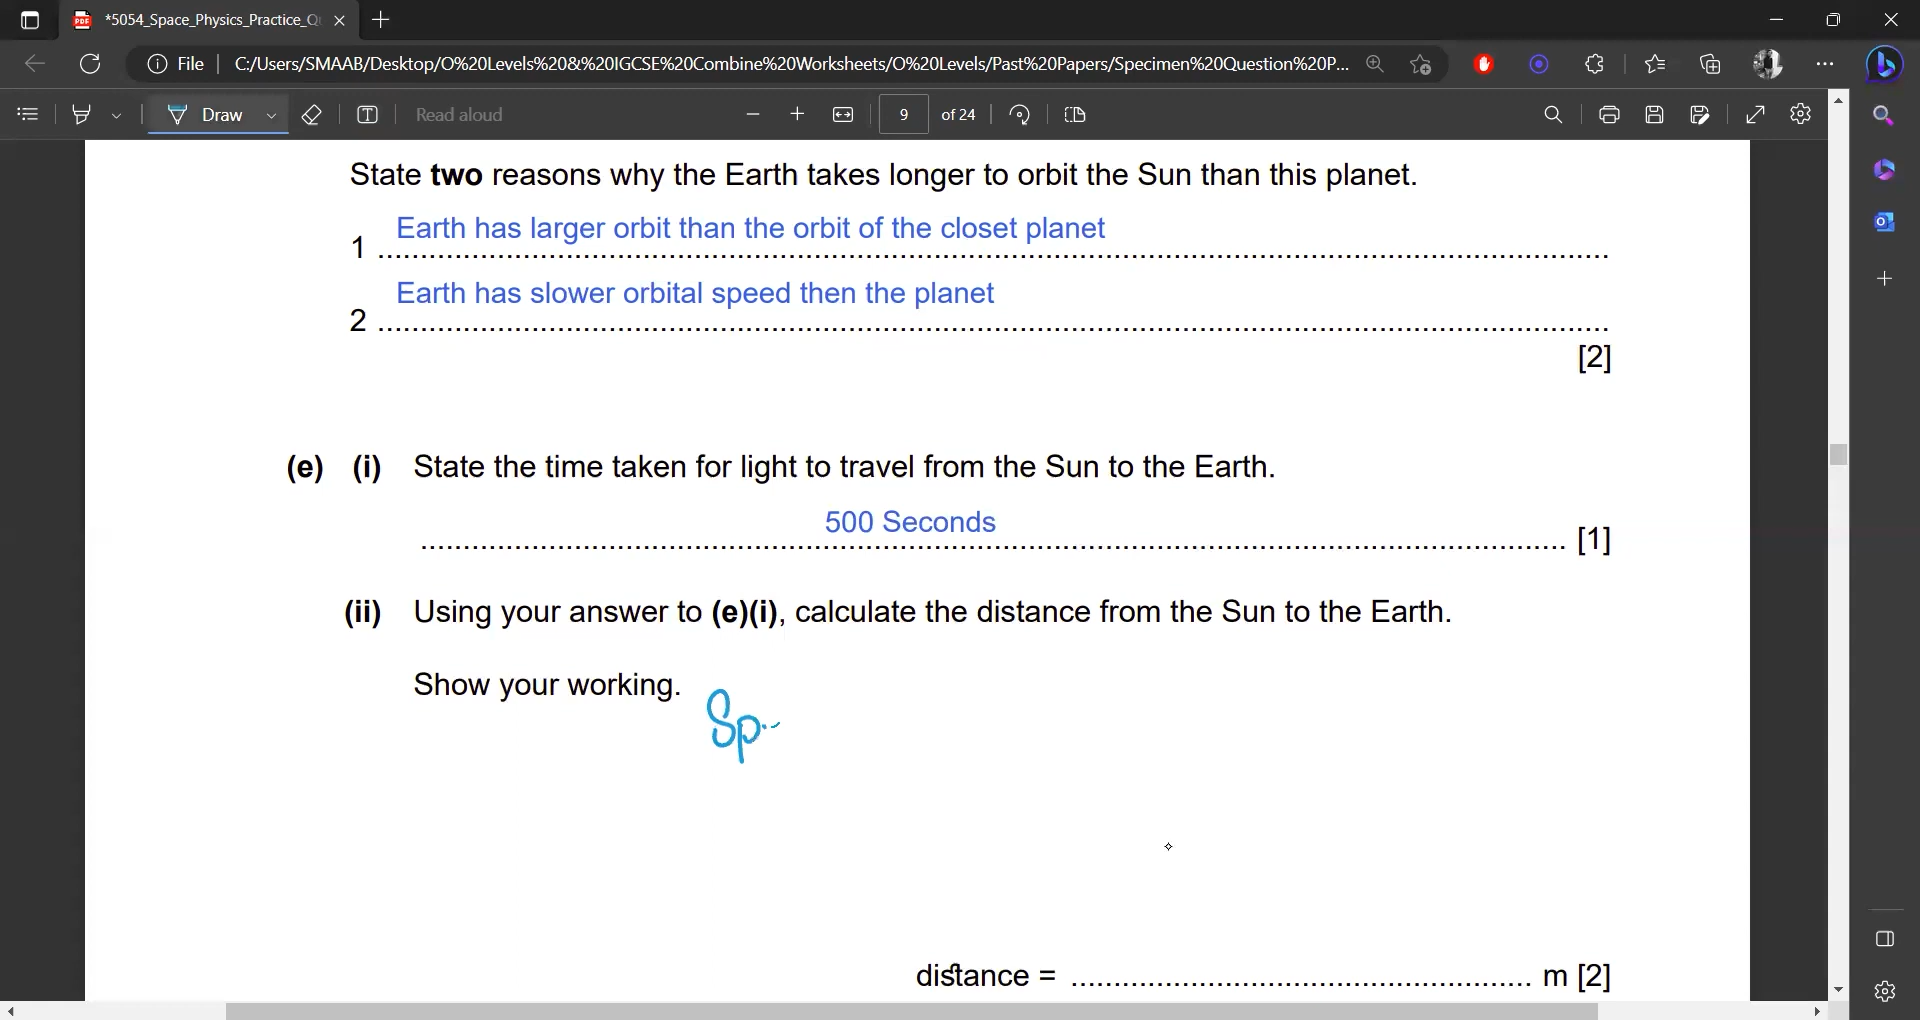 *5054_Space_Physics_Practice_Q
File
C:/Users/SMAAB/Desktop/O%20Levels%20&%20IGCSE%20Combine%20Worksheets/O%20Levels/Past%20Papers/Specimen%20Question%20P...
Draw
Read aloud
9 of 24
State two reasons why the Earth takes longer to orbit the Sun than this planet.
Earth has larger orbit than the orbit of the closet planet
1
Earth has slower orbital speed then the planet
2
[2]
(e) (i) State the time taken for light to travel from the Sun to the Earth.
500 Seconds
[1]
(ii) Using your answer to (e)(i), calculate the distance from the Sun to the Earth.
Show your working.
Sp
distance = ...................................................... m [2]